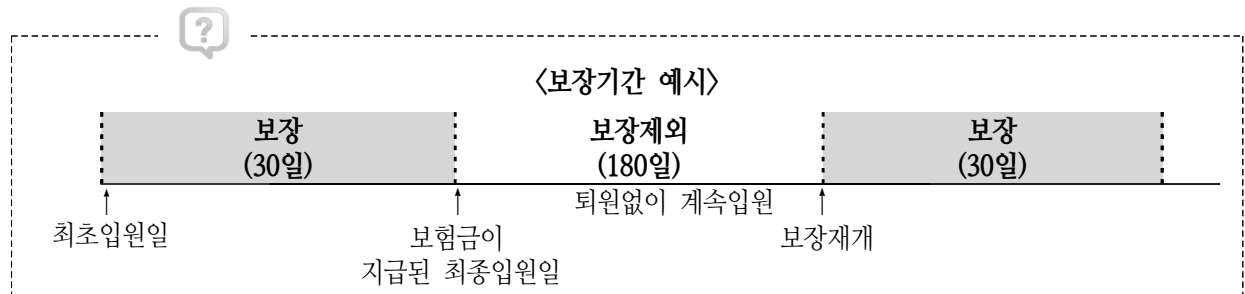 ?
〈보장기간 예시〉
보장 보장제외 보장
(30일) (180일) (30일)
퇴원없이 계속입원
최초입원일 보험금이 보장재개
지급된 최종입원일